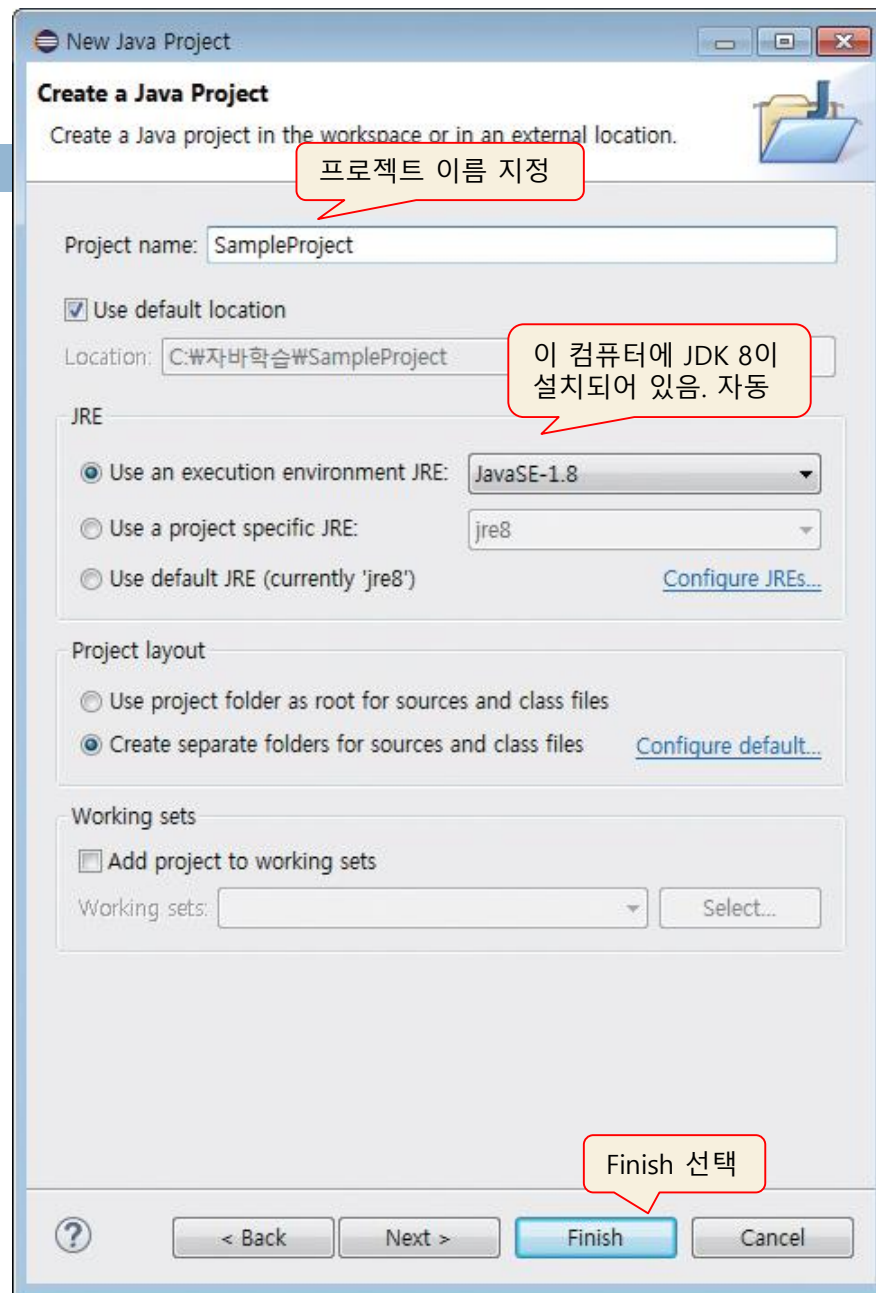 New Java Project
Create a Java Project
Create a Java project in the workspace or in an external location.
프로젝트 이름 지정
Project name: SampleProject
Use default location
Location: C:₩자바학습₩SampleProject
이 컴퓨터에 JDK 8이
설치되어 있음. 자동
JRE
Use an execution environment JRE: JavaSE-1.8
Use a project specific JRE: jre8
Use default JRE (currently 'jre8') Configure JREs...
Project layout
Use project folder as root for sources and class files
Create separate folders for sources and class files Configure default...
Working sets
Add project to working sets
Working sets: Select...
Finish 선택
? < Back Next > Finish Cancel